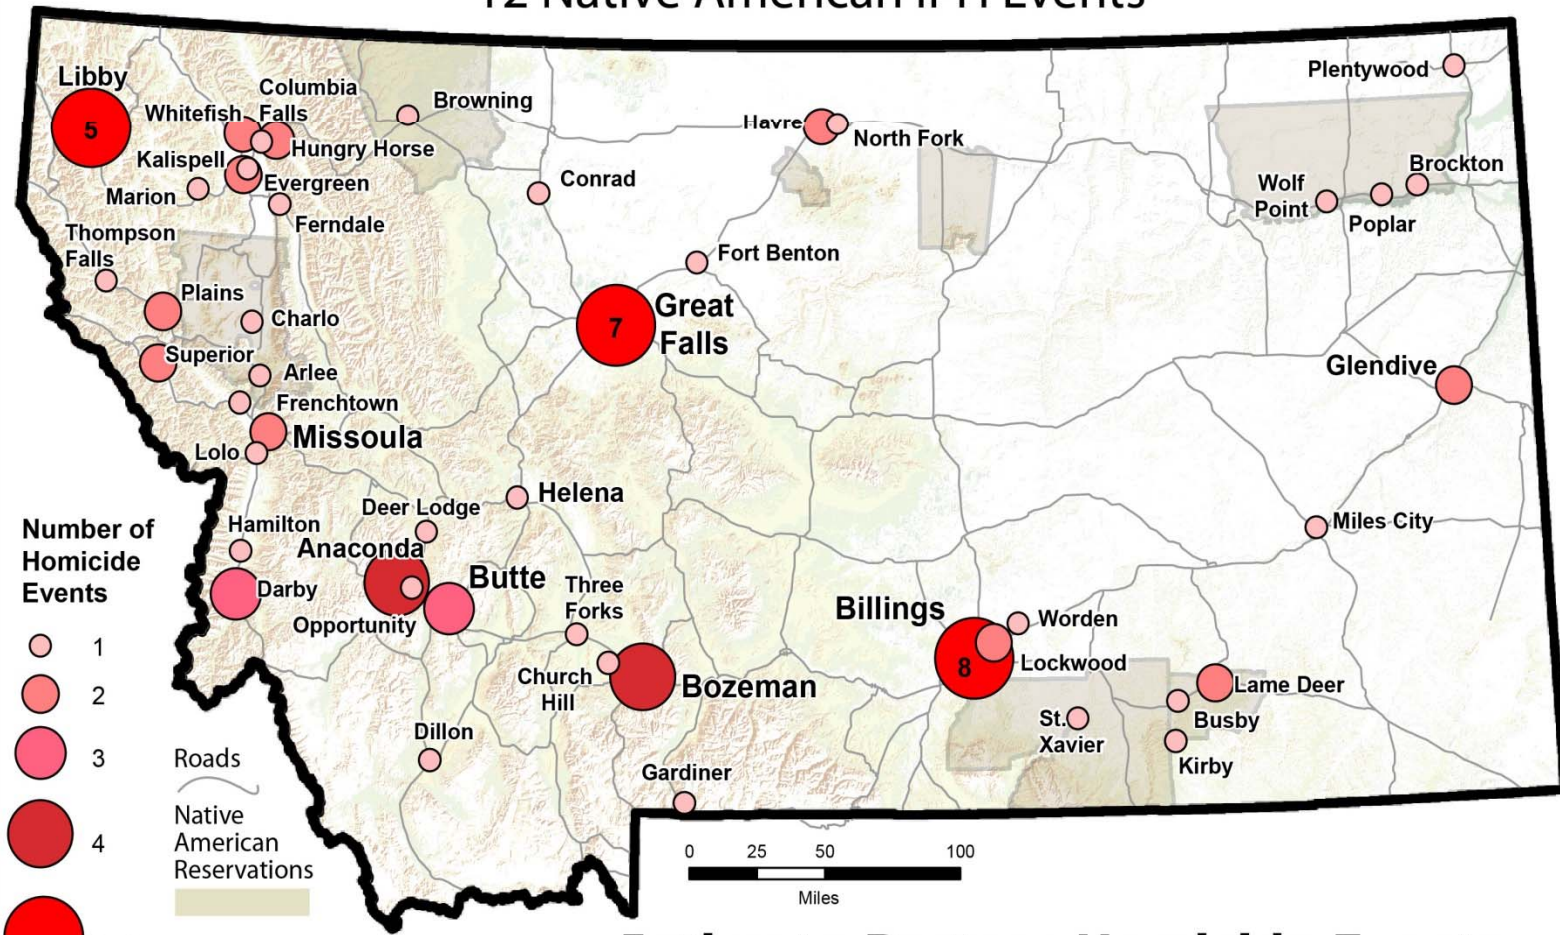 Libby
5
Whitefish
Columbia
Falls
Hungry Horse
Kalispell
Evergreen
Marion
Ferndale
Browning
Conrad
Havre
North Fork
Plentywood
Wolf
Point
Poplar
Brockton
Thompson
Falls
Plains
Charlo
Superior
Arlee
Frenchtown
Missoula
Lolo
Fort Benton
7
Great
Falls
Glendive
Helena
Deer Lodge
Hamilton
Anaconda
Darby
Opportunity
Butte
Three
Forks
Church
Hill
Bozeman
Dillon
Gardiner
Miles City
Billings
8
Worden
Lockwood
Lame Deer
Busby
St.
Xavier
Kirby
Number of
Homicide
Events
1
2
3
4
Roads
Native
American
Reservations
0 25 50 100
Miles